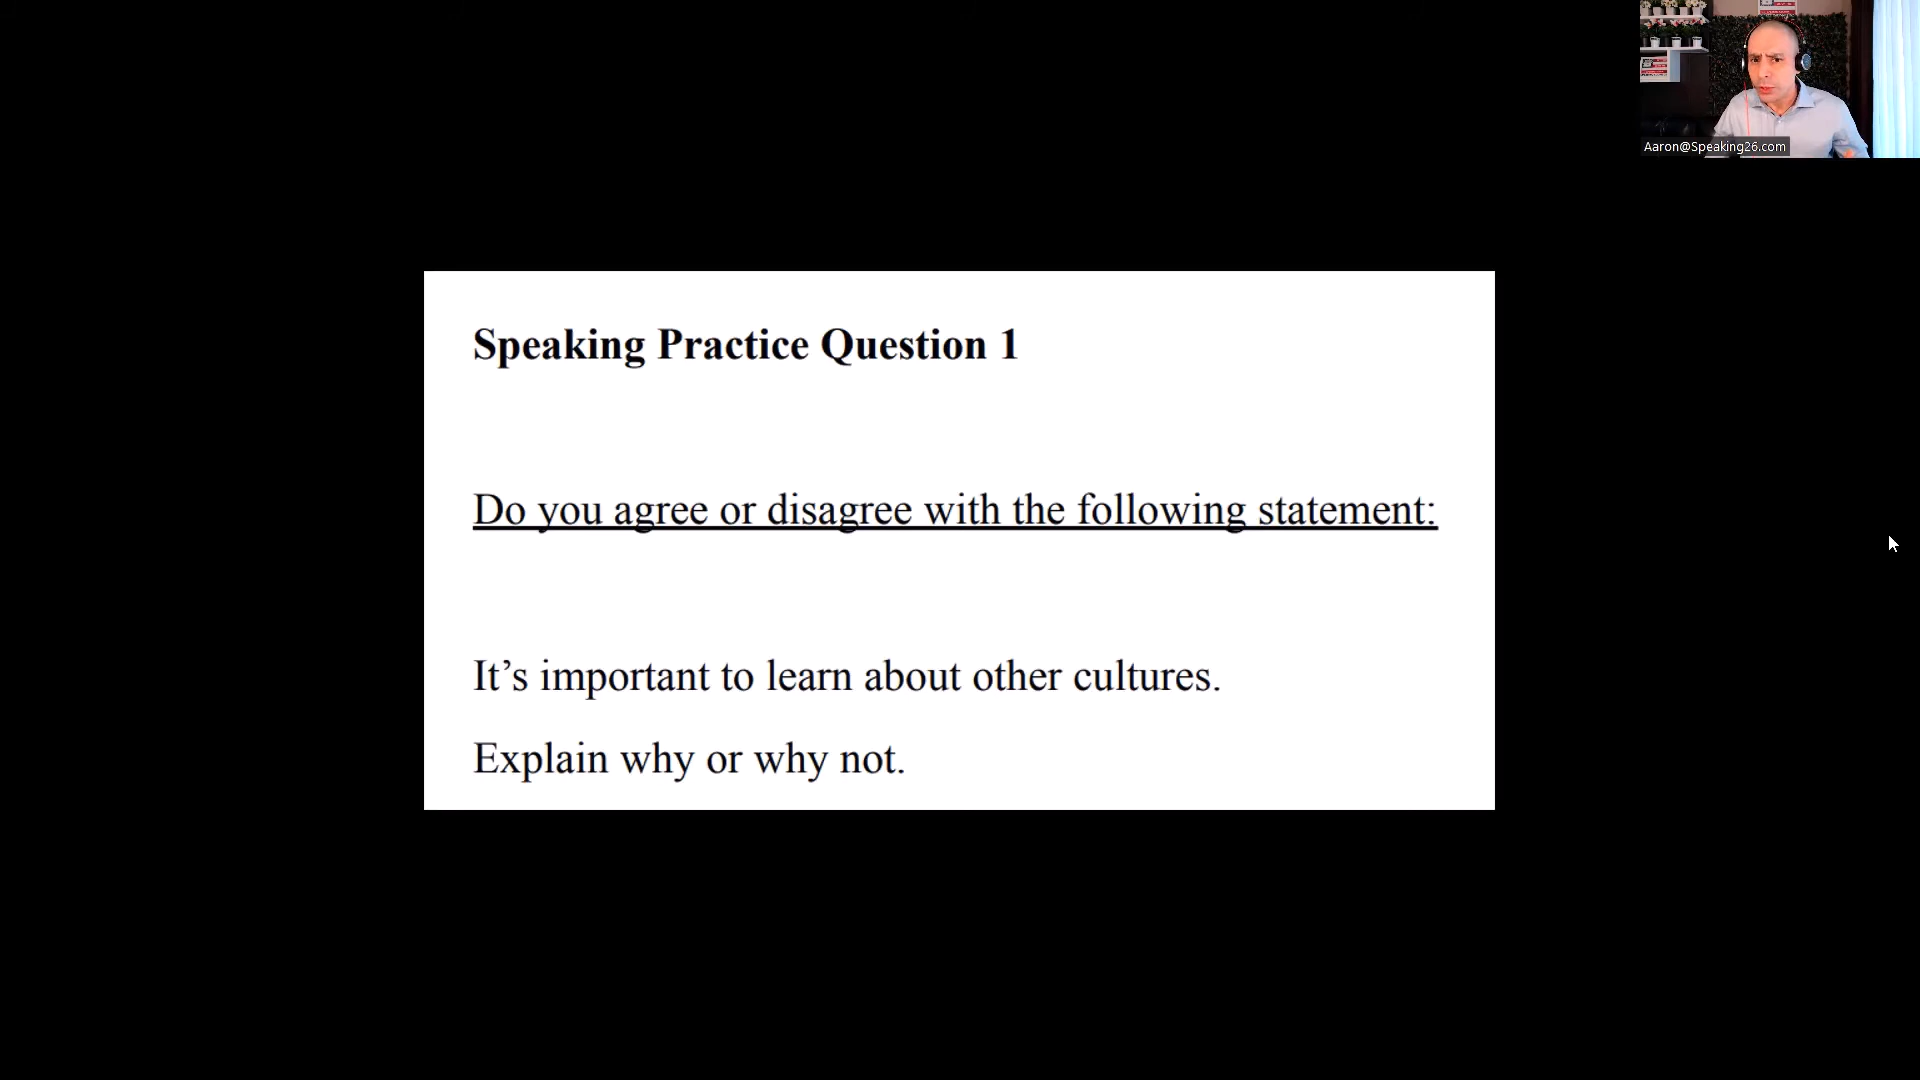 Aaron@Speaking26.com
Speaking Practice Question 1
Do you agree or disagree with the following statement:
It’s important to learn about other cultures.
Explain why or why not.